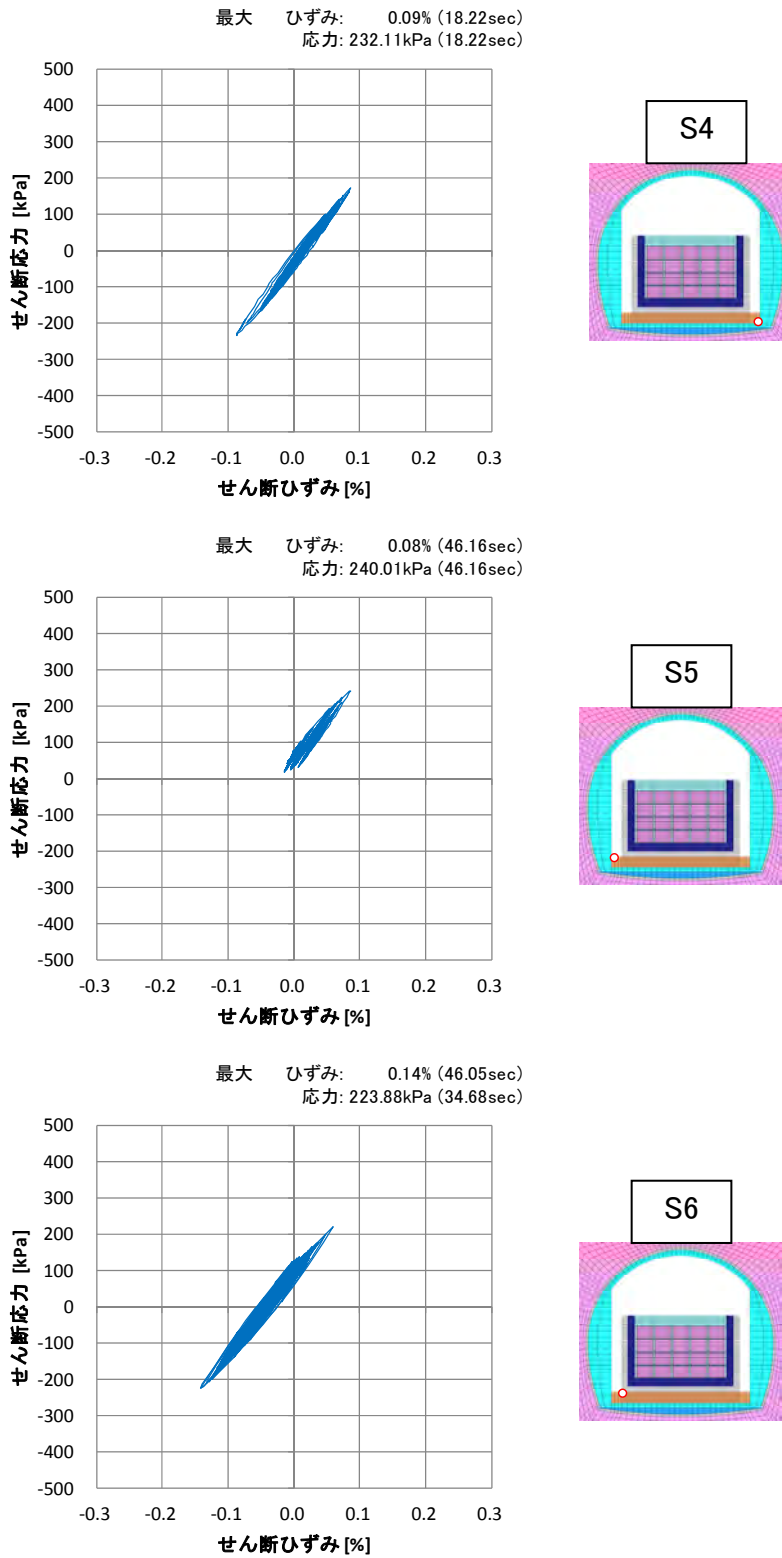 最大 ひずみ: 0.09% (18.22sec)
応力: 232.11kPa (18.22sec)
500
400
300
200
100
0
-100
-200
-300
-400
-500
-0.3 -0.2 -0.1 0.0 0.1 0.2 0.3
せん断応力 [kPa]
せん断ひずみ [%]
S4
最大 ひずみ: 0.08% (46.16sec)
応力: 240.01kPa (46.16sec)
500
400
300
200
100
0
-100
-200
-300
-400
-500
-0.3 -0.2 -0.1 0.0 0.1 0.2 0.3
せん断応力 [kPa]
せん断ひずみ [%]
S5
最大 ひずみ: 0.14% (46.05sec)
応力: 223.88kPa (34.68sec)
500
400
300
200
100
0
-100
-200
-300
-400
-500
-0.3 -0.2 -0.1 0.0 0.1 0.2 0.3
せん断応力 [kPa]
せん断ひずみ [%]
S6